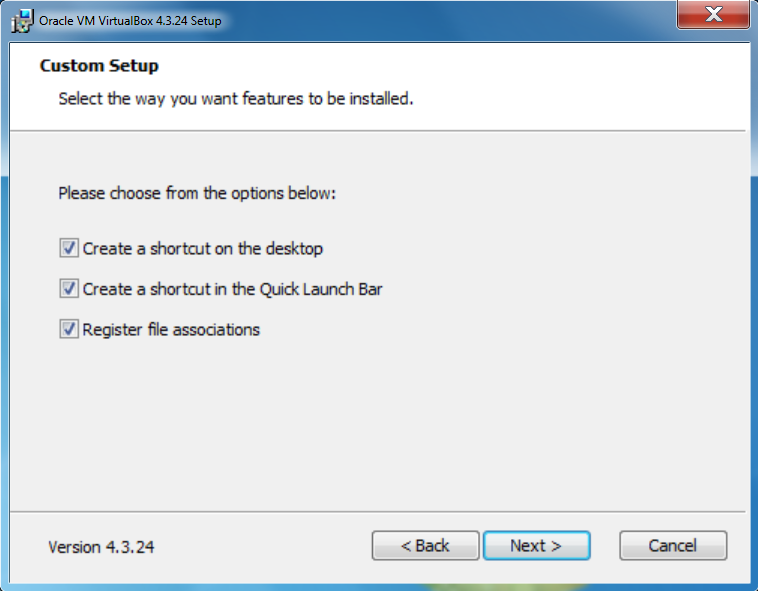 Oracle VM VirtualBox 4.3.24 Setup
Custom Setup
Select the way you want features to be installed.
Please choose from the options below:
Create a shortcut on the desktop
Create a shortcut in the Quick Launch Bar
Register file associations
Version 4.3.24
< Back
Next >
Cancel